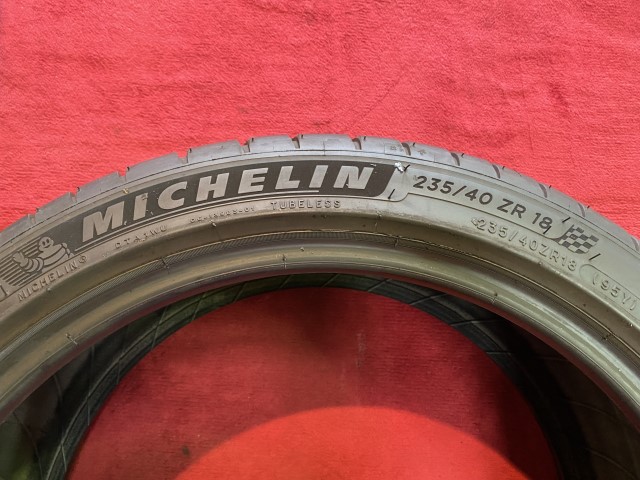 MICHELIN
235/40 ZR 18
MICHELIN
TUBELESS
235/40ZR18 (95Y)